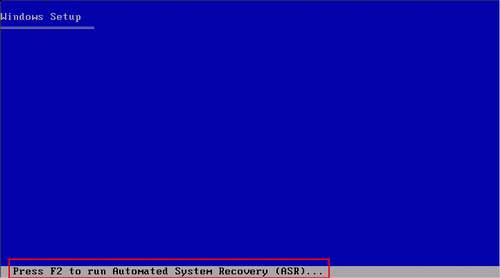 Windows Setup
Press F2 to run Automated System Recovery (ASR)...